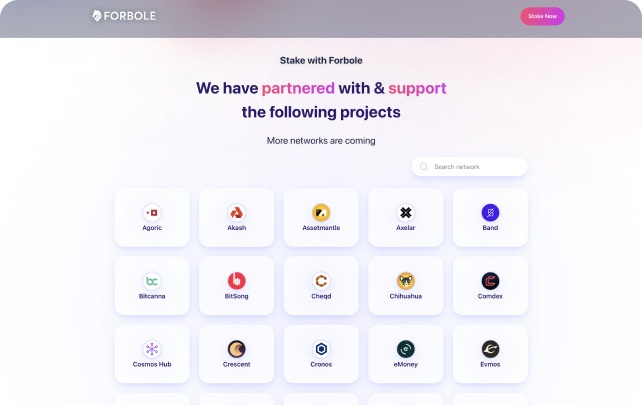 FORBOLE
Stake Now
Stake with Forbole
We have partnered with & support
the following projects
More networks are coming
Search network
Agoric
Akash
Assetmantle
Axelar
Band
Bitcanna
BitSong
Cheqd
Chihuahua
Comdex
Cosmos Hub
Crescent
Cronos
eMoney
Evmos